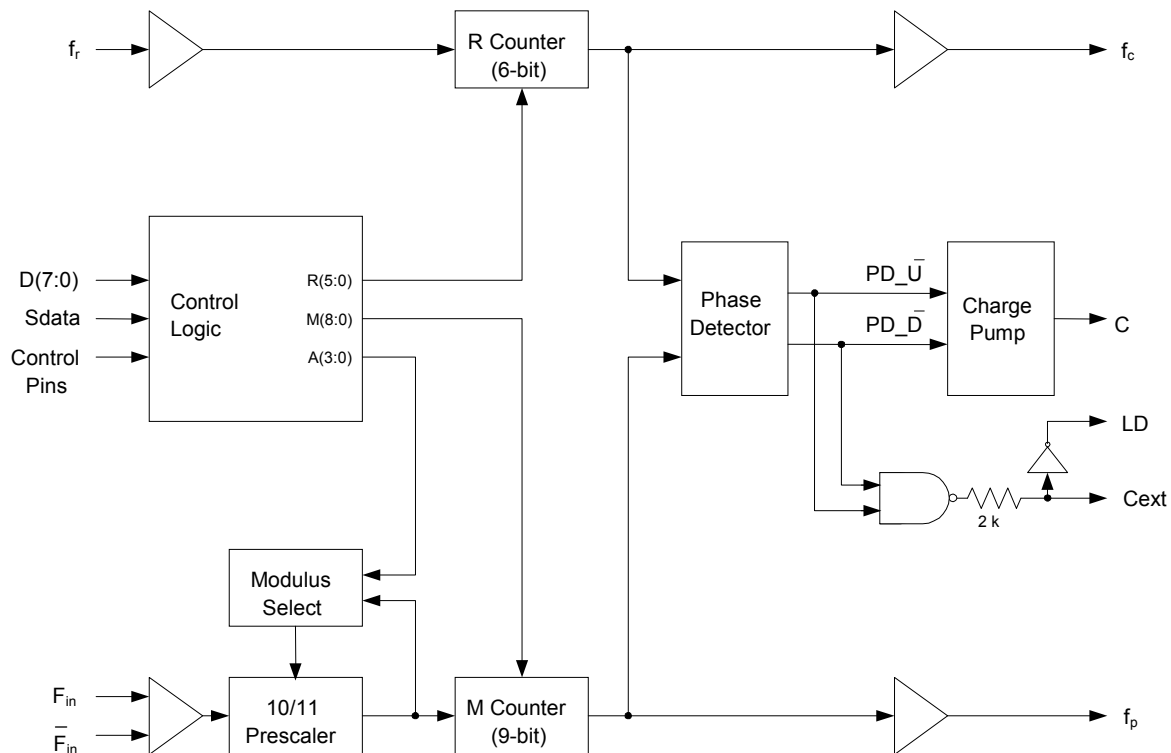 f_r
R Counter
(6-bit)
f_c
D(7:0)
Sdata
Control
Pins
Control
Logic
R(5:0)
M(8:0)
A(3:0)
Phase
Detector
PD_U̅
PD_D̅
Charge
Pump
C
LD
Cext
2 k
Modulus
Select
F_in
F̅_in
10/11
Prescaler
M Counter
(9-bit)
f_p